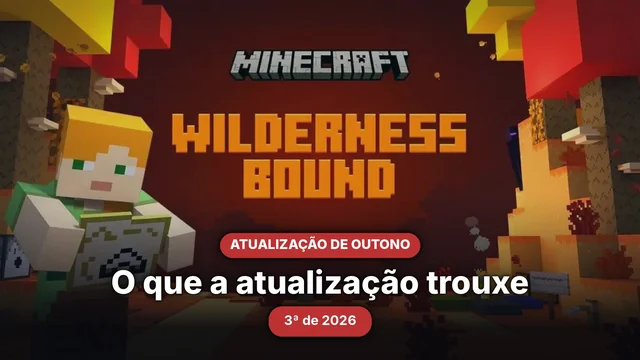 MINECRAFT
WILDERNESS
BOUND
ATUALIZAÇÃO DE OUTONO
O que a atualização trouxe
3ª de 2026